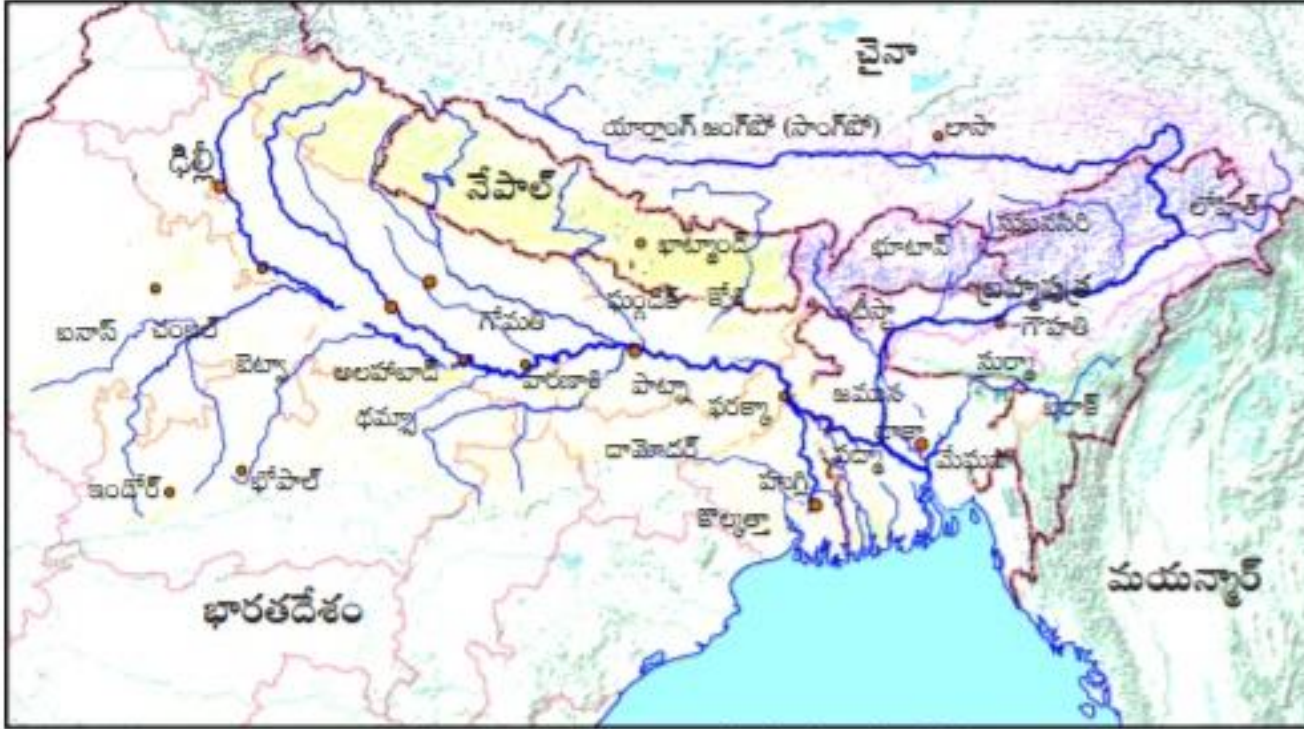 చైనా
యార్లాంగ్ జంగ్‌పో (సాంగ్‌పో)
లాసా
ఢిల్లీ
నేపాల్
లోహిత్
సుబనసిరి
ఖాట్మాండ్
భూటాన్
గండక్
కోశి
బ్రహ్మపుత్ర
తీస్తా
గౌహతి
బనాస్
చంబల్
గోమతి
బెట్వా
అలహాబాద్
వారణాశి
పాట్నా
సుర్మా
ఫరక్కా
జమున
బరాక్
థమ్సా
ఢాకా
దామోదర్
పద్మా
మేఘన
ఇండోర్
భోపాల్
హుగ్లి
కొల్కత్తా
భారతదేశం
మయన్మార్